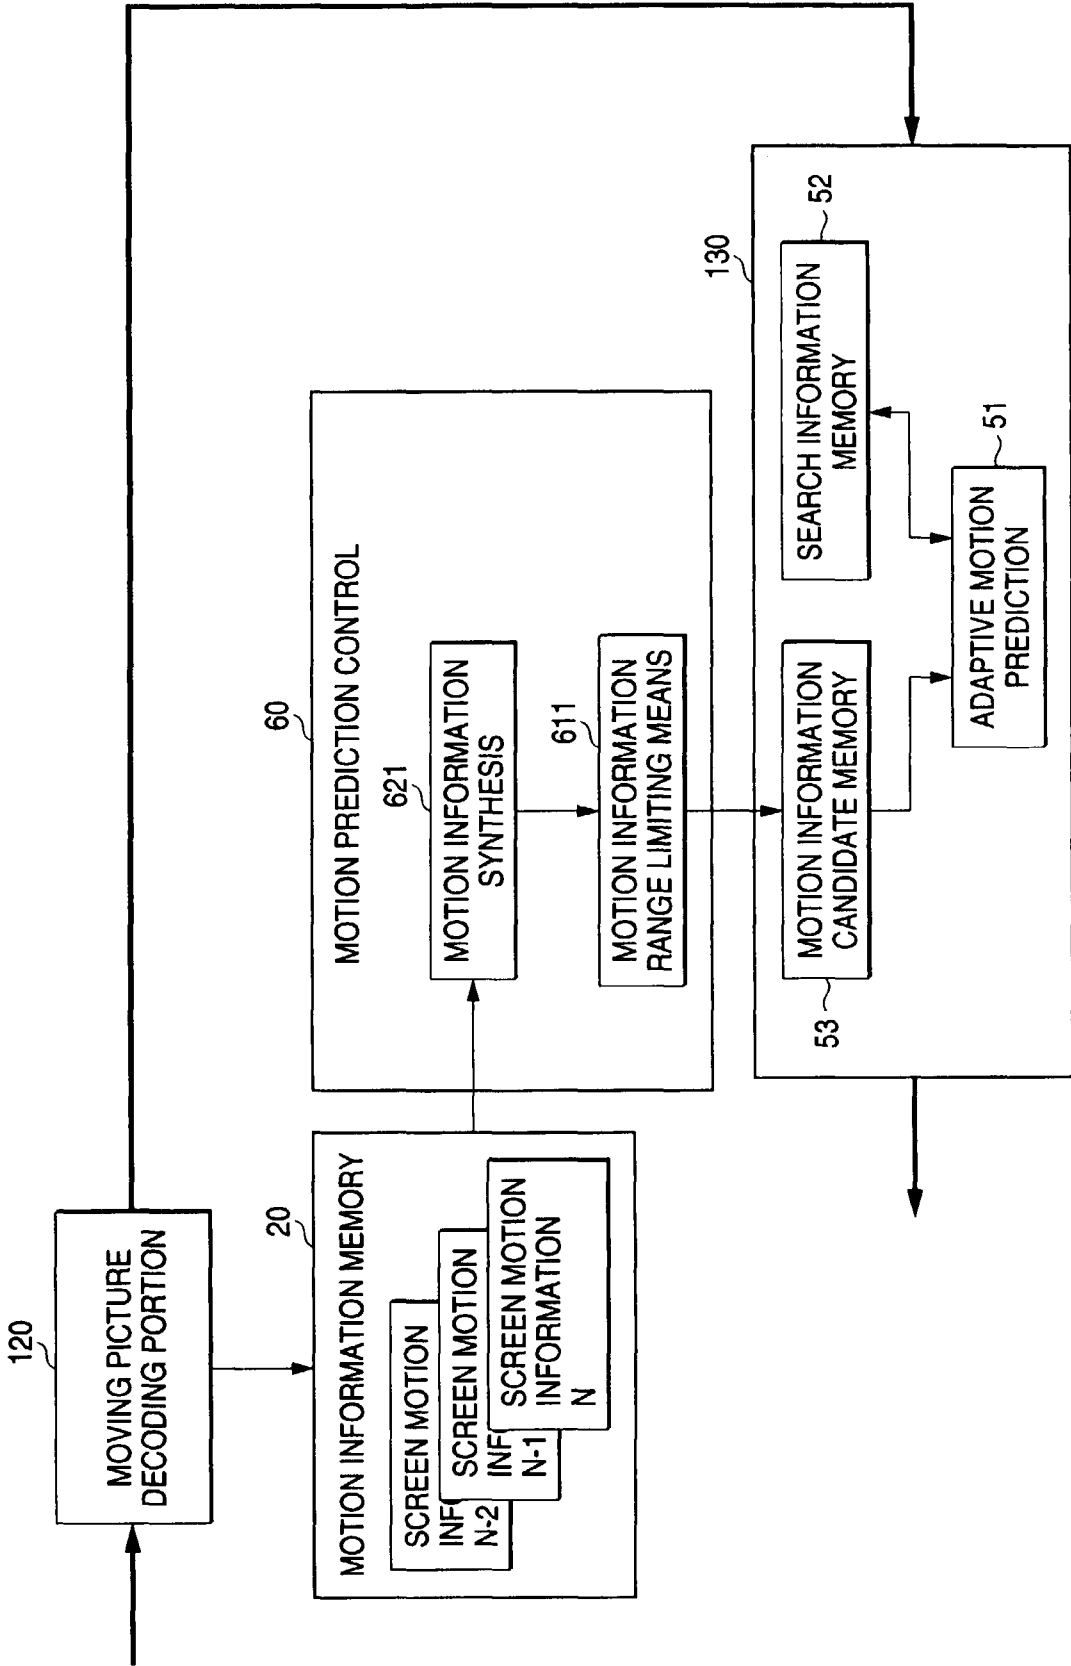 120
MOVING PICTURE
DECODING PORTION
20
MOTION INFORMATION MEMORY
SCREEN MOTION
N-2
SCREEN MOTION
N-1
SCREEN MOTION
INFORMATION
N
60
MOTION PREDICTION CONTROL
621
MOTION INFORMATION
SYNTHESIS
611
MOTION INFORMATION
RANGE LIMITING MEANS
130
53
MOTION INFORMATION
CANDIDATE MEMORY
52
SEARCH INFORMATION
MEMORY
51
ADAPTIVE MOTION
PREDICTION